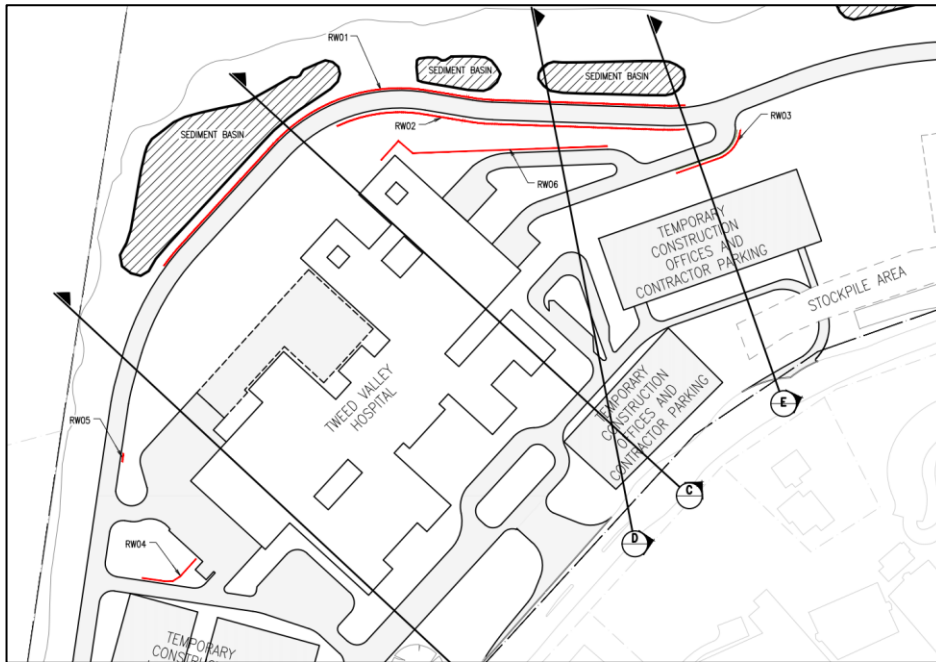 RW01
SEDIMENT BASIN
SEDIMENT BASIN
SEDIMENT BASIN
RW02
RW03
RW06
TEMPORARY
CONSTRUCTION
OFFICES AND
CONTRACTOR PARKING
STOCKPILE AREA
TWEED VALLEY
HOSPITAL
TEMPORARY
CONSTRUCTION
OFFICES AND
CONTRACTOR PARKING
E
RW05
C
D
RW04
TEMPORARY